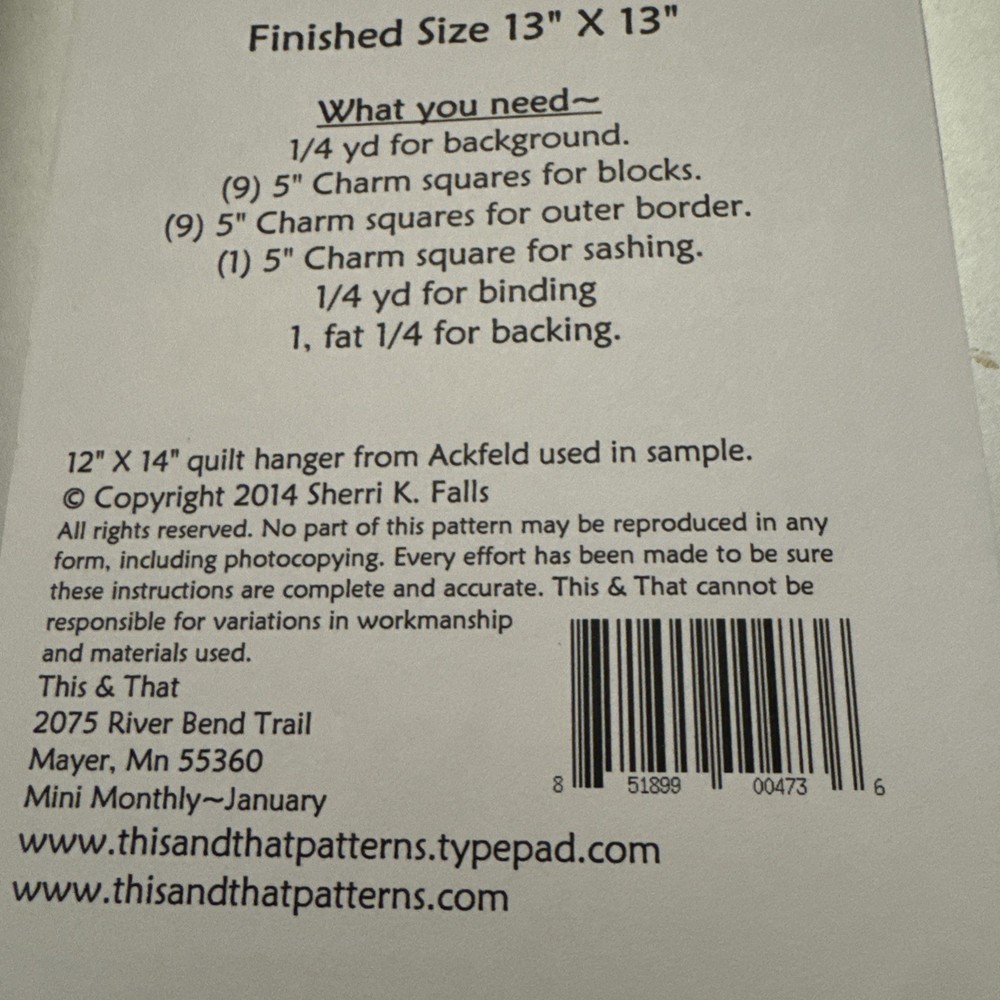 Finished Size 13" X 13"
What you need~
1/4 yd for background.
(9) 5" Charm squares for blocks.
(9) 5" Charm squares for outer border.
(1) 5" Charm square for sashing.
1/4 yd for binding
1, fat 1/4 for backing.
12" X 14" quilt hanger from Ackfeld used in sample.
© Copyright 2014 Sherri K. Falls
All rights reserved. No part of this pattern may be reproduced in any
form, including photocopying. Every effort has been made to be sure
these instructions are complete and accurate. This & That cannot be
responsible for variations in workmanship
and materials used.
This & That
2075 River Bend Trail
Mayer, Mn 55360
Mini Monthly~January
www.thisandthatpatterns.typepad.com
www.thisandthatpatterns.com
8 51899 00473 6